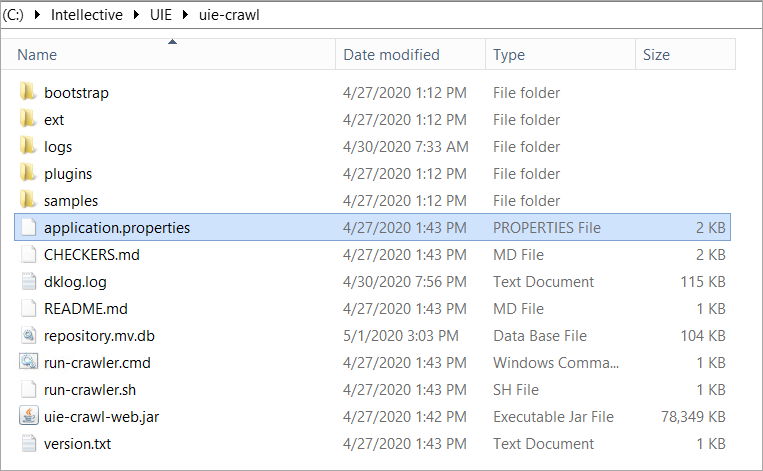 (C:) Intellective UIE uie-crawl
Name Date modified Type Size
bootstrap 4/27/2020 1:12 PM File folder
ext 4/27/2020 1:12 PM File folder
logs 4/30/2020 7:33 AM File folder
plugins 4/27/2020 1:12 PM File folder
samples 4/27/2020 1:12 PM File folder
application.properties 4/27/2020 1:43 PM PROPERTIES File 2 KB
CHECKERS.md 4/27/2020 1:43 PM MD File 2 KB
dklog.log 4/30/2020 7:56 PM Text Document 115 KB
README.md 4/27/2020 1:43 PM MD File 1 KB
repository.mv.db 5/1/2020 3:03 PM Data Base File 104 KB
run-crawler.cmd 4/27/2020 1:43 PM Windows Comma... 1 KB
run-crawler.sh 4/27/2020 1:43 PM SH File 1 KB
uie-crawl-web.jar 4/27/2020 1:42 PM Executable Jar File 78,349 KB
version.txt 4/27/2020 1:43 PM Text Document 1 KB